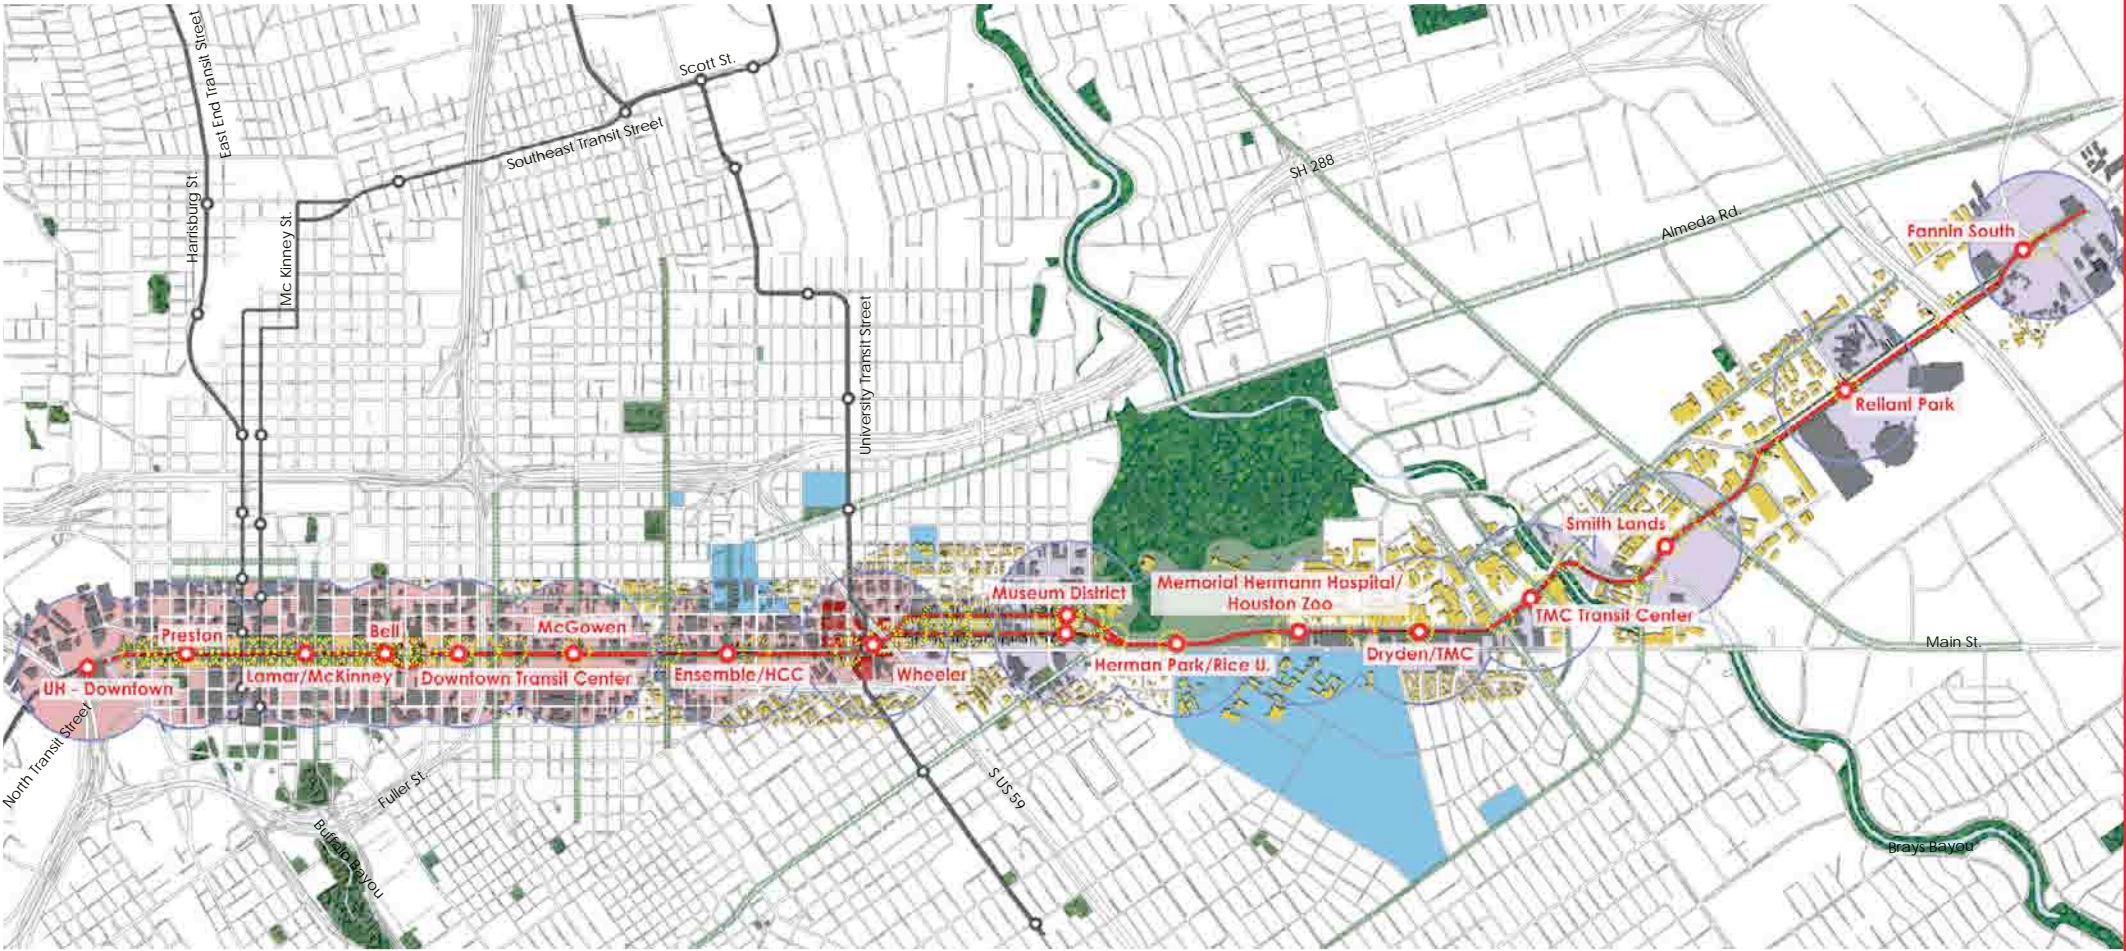 East End Transit Street
Scott St.
Southeast Transit Street
Harrisburg St.
Mc Kinney St.
SH 288
Almeda Rd.
Fannin South
University Transit Street
Reliant Park
Smith Lands
Museum District
Memorial Hermann Hospital/
Houston Zoo
TMC Transit Center
Preston
Bell
McGowen
Main St.
UH - Downtown
Lamar/McKinney
Downtown Transit Center
Ensemble/HCC
Wheeler
Herman Park/Rice U.
Dryden/TMC
North Transit Street
Fuller St.
S US 59
Buffalo Bayou
Brays Bayou